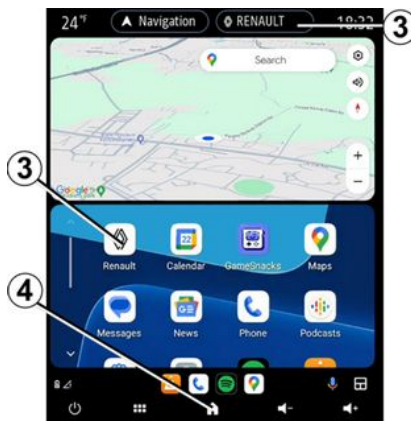 24°F Navigation RENAULT 18:32
3
Search
Google
3
Renault Calendar GameSnacks Maps
4
Messages News Phone Podcasts